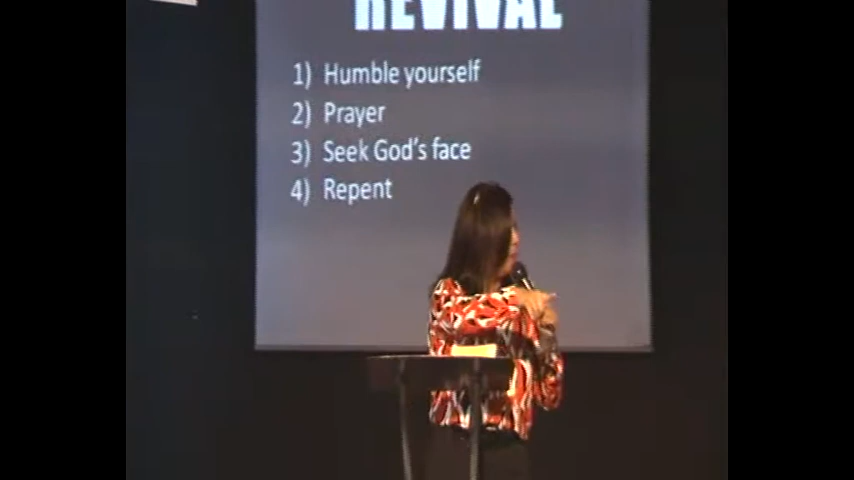 REVIVAL
1) Humble yourself
2) Prayer
3) Seek God's face
4) Repent